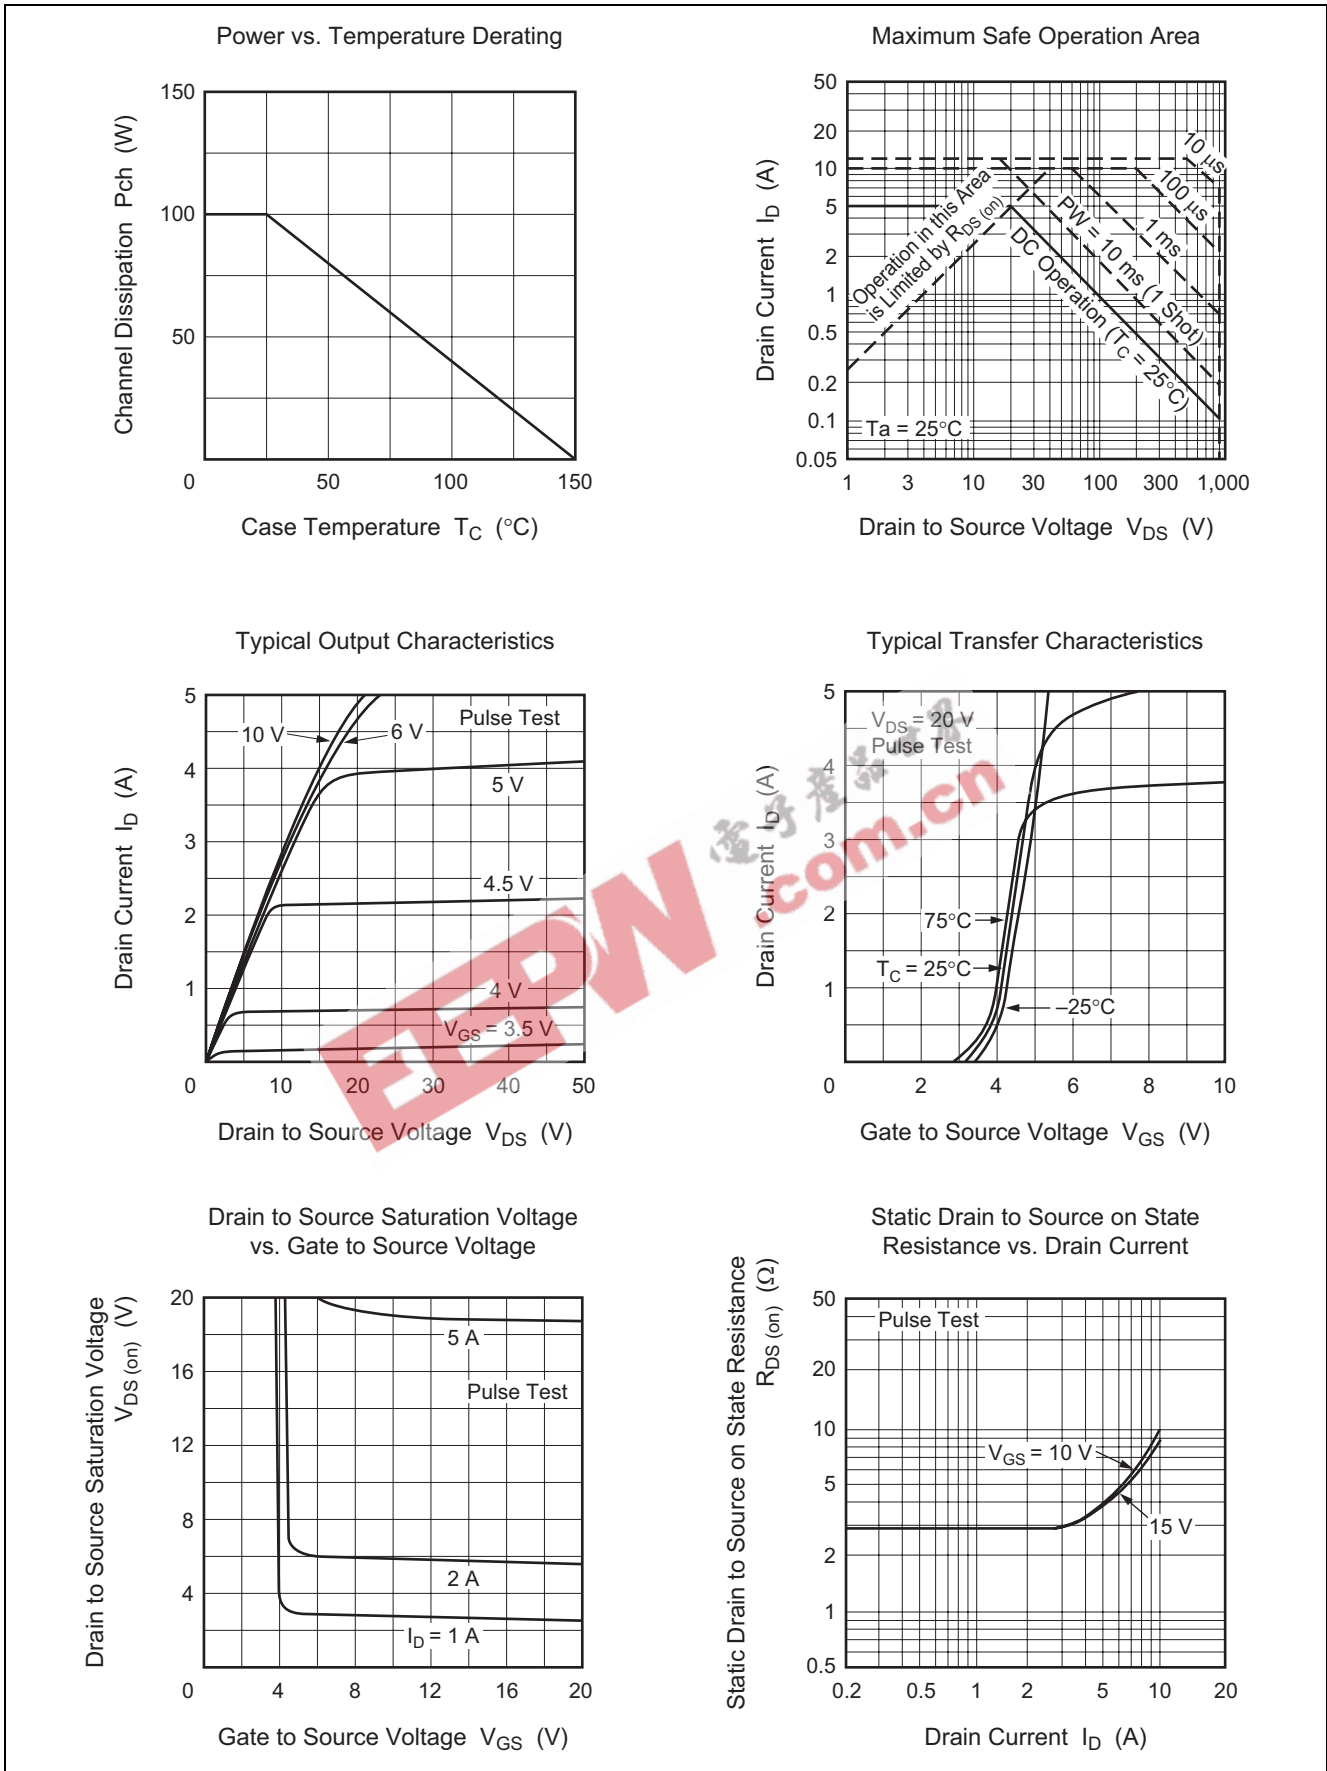 Power vs. Temperature Derating
Channel Dissipation Pch (W)
150
100
50
0
50
100
150
Case Temperature TC (°C)
Maximum Safe Operation Area
Drain Current ID (A)
50
20
10
5
2
1
0.5
0.2
0.1
0.05
Operation in this Area
is Limited by RDS (on)
10 μs
100 μs
1 ms
PW = 10 ms (1 Shot)
DC Operation (TC = 25°C)
Ta = 25°C
1
3
10
30
100
300
1,000
Drain to Source Voltage VDS (V)
Typical Output Characteristics
Drain Current ID (A)
5
4
3
2
1
0
10 V
6 V
Pulse Test
5 V
4.5 V
4 V
VGS = 3.5 V
10
20
30
40
50
Drain to Source Voltage VDS (V)
Typical Transfer Characteristics
Drain Current ID (A)
5
4
3
2
1
0
VDS = 20 V
Pulse Test
75°C
TC = 25°C
–25°C
2
4
6
8
10
Gate to Source Voltage VGS (V)
EEPW
電子產品世界
.com.cn
Drain to Source Saturation Voltage
vs. Gate to Source Voltage
Drain to Source Saturation Voltage
VDS (on) (V)
20
16
12
8
4
0
5 A
Pulse Test
2 A
ID = 1 A
4
8
12
16
20
Gate to Source Voltage VGS (V)
Static Drain to Source on State
Resistance vs. Drain Current
Static Drain to Source on State Resistance
RDS (on) (Ω)
50
20
10
5
2
1
0.5
Pulse Test
VGS = 10 V
15 V
0.2
0.5
1
2
5
10
20
Drain Current ID (A)